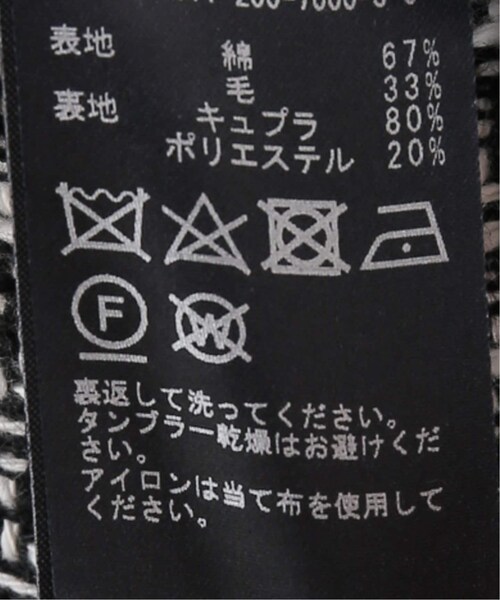 表地 綿 67%
毛 33%
裏地 キュプラ 80%
ポリエステル 20%
F W
裏返して洗ってください。
タンブラー乾燥はお避けくだ
さい。
アイロンは当て布を使用して
ください。